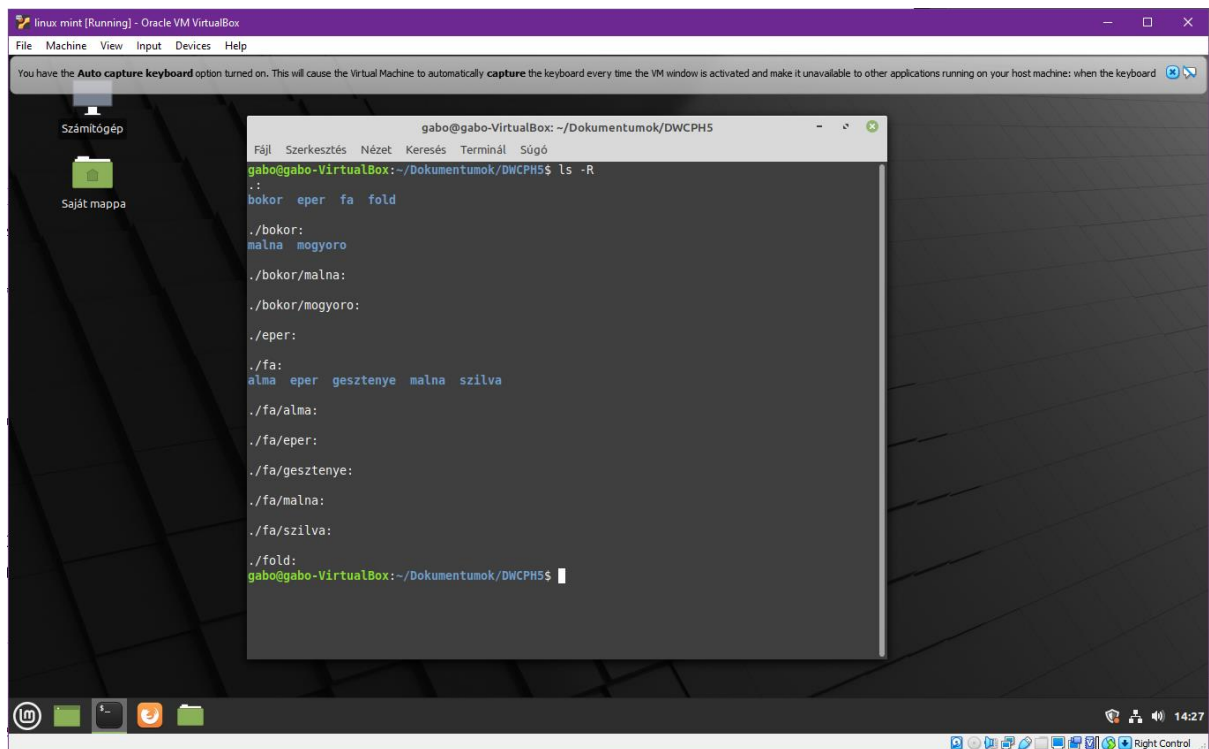 linux mint [Running] - Oracle VM VirtualBox
File Machine View Input Devices Help
You have the Auto capture keyboard option turned on. This will cause the Virtual Machine to automatically capture the keyboard every time the VM window is activated and make it unavailable to other applications running on your host machine: when the keyboard
Számítógép
Saját mappa
gabo@gabo-VirtualBox: ~/Dokumentumok/DWCPH5
Fájl Szerkesztés Nézet Keresés Terminál Súgó
gabo@gabo-VirtualBox:~/Dokumentumok/DWCPH5$ ls -R
.:
bokor eper fa fold
./bokor:
malna mogyoro
./bokor/malna:
./bokor/mogyoro:
./eper:
./fa:
alma eper gesztenye malna szilva
./fa/alma:
./fa/eper:
./fa/gesztenye:
./fa/malna:
./fa/szilva:
./fold:
gabo@gabo-VirtualBox:~/Dokumentumok/DWCPH5$
14:27
Right Control